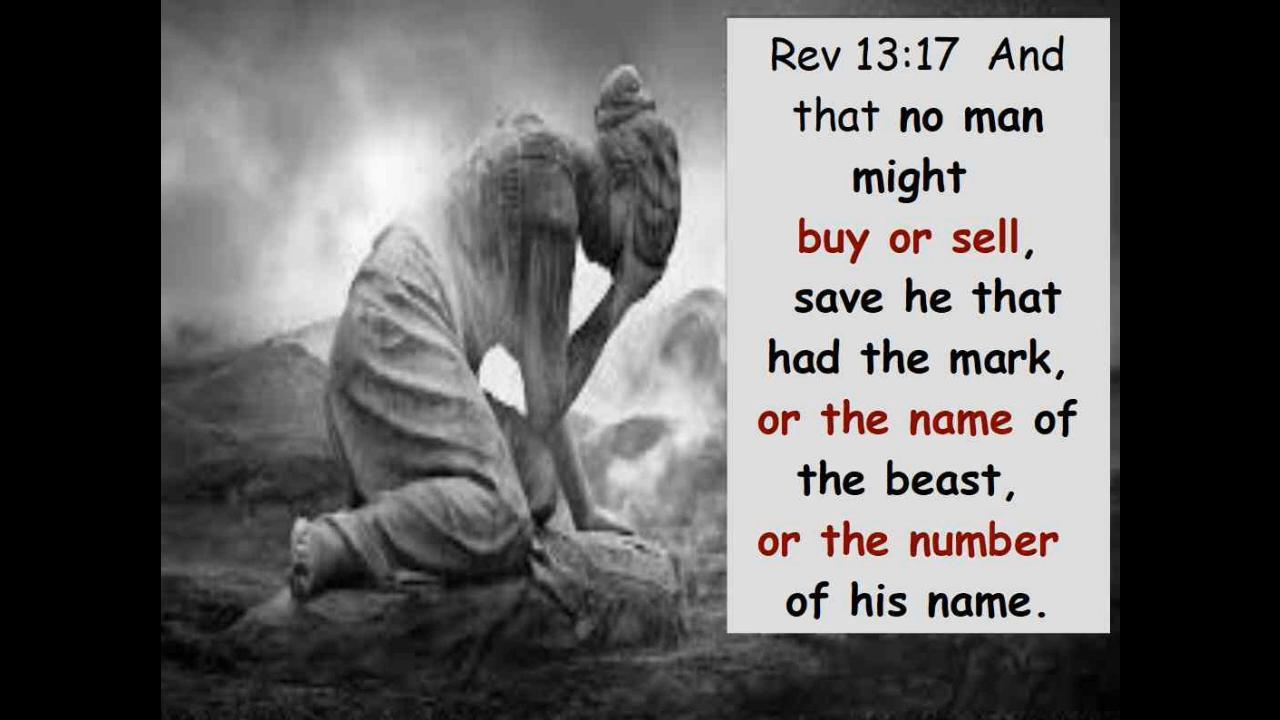 Rev 13:17 And
that no man
might
buy or sell,
save he that
had the mark,
or the name of
the beast,
or the number
of his name.